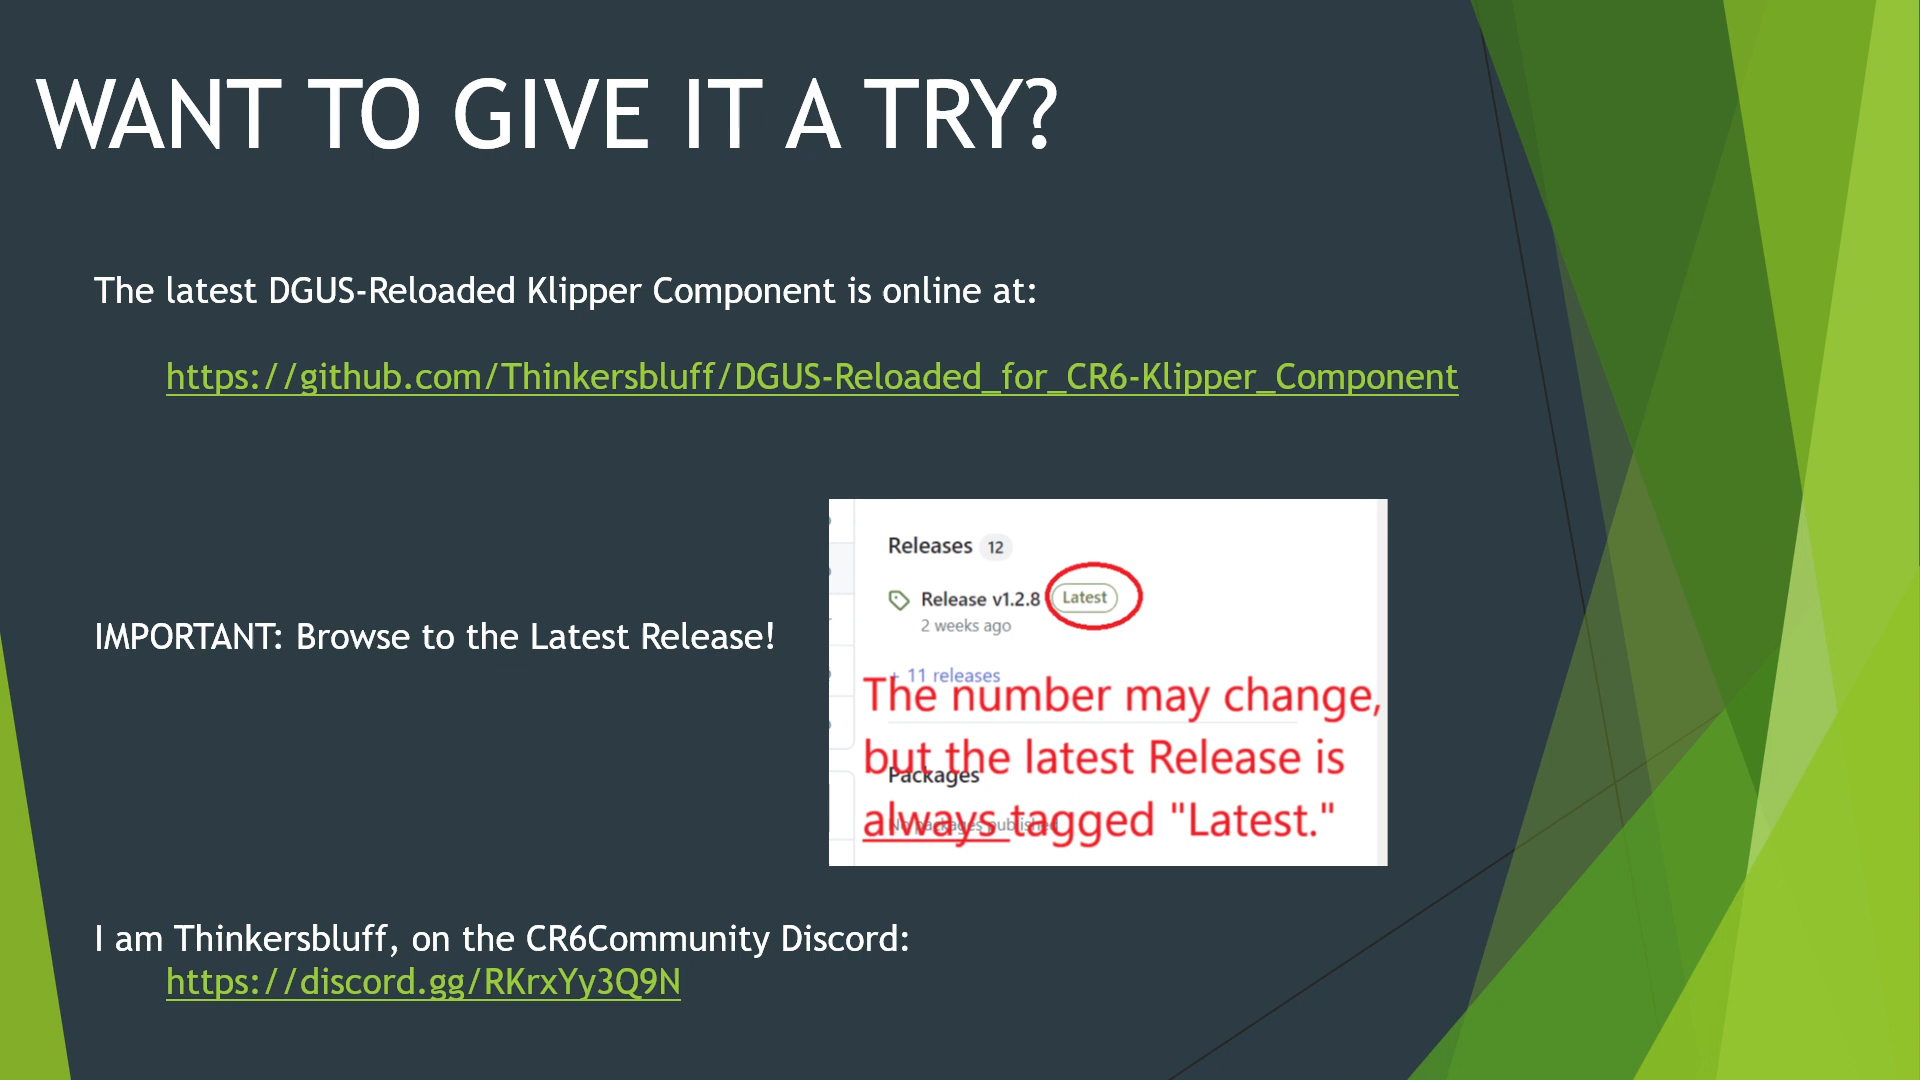 WANT TO GIVE IT A TRY?
The latest DGUS-Reloaded Klipper Component is online at:
https://github.com/Thinkersbluff/DGUS-Reloaded_for_CR6-Klipper_Component
IMPORTANT: Browse to the Latest Release!
Releases 12
Release v1.2.8 Latest
2 weeks ago
+ 11 releases
The number may change,
but the latest Release is
Packages
always tagged "Latest."
No packages published
I am Thinkersbluff, on the CR6Community Discord:
https://discord.gg/RKrxYy3Q9N